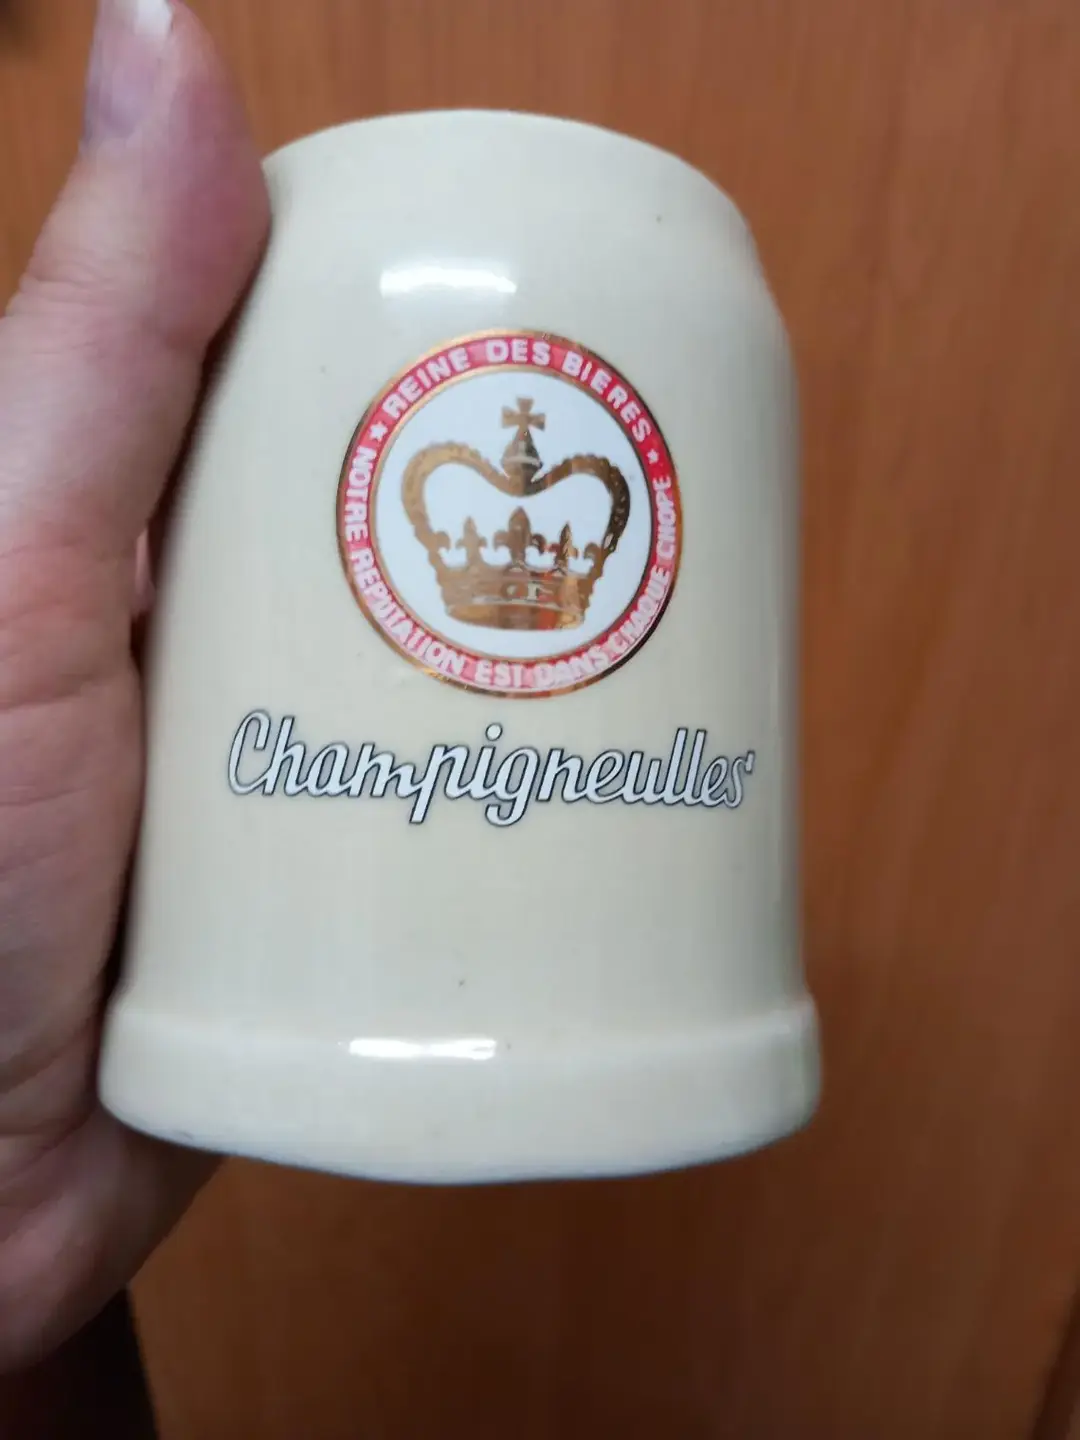 ★ REINE DES BIERES ★
NOTRE REPUTATION EST DANS CHAQUE CHOPE
Champigneulles